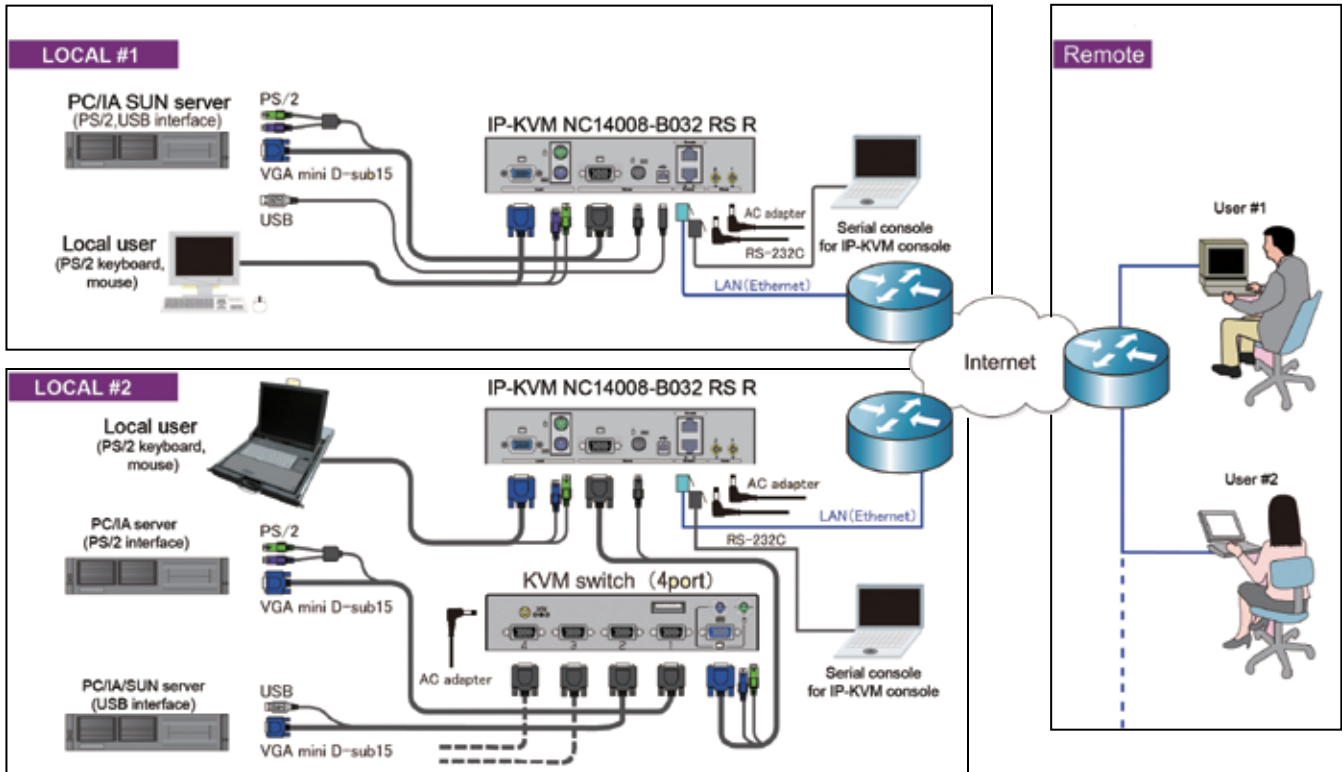 LOCAL #1
PC/IA SUN server
(PS/2,USB interface)
PS/2
VGA mini D-sub15
USB
Local user
(PS/2 keyboard,
mouse)
IP-KVM NC14008-B032 RS R
AC adapter
RS-232C
LAN(Ethernet)
Serial console
for IP-KVM console
Internet
Remote
User #1
User #2
LOCAL #2
Local user
(PS/2 keyboard,
mouse)
IP-KVM NC14008-B032 RS R
AC adapter
LAN(Ethernet)
RS-232C
PC/IA server
(PS/2 interface)
PS/2
VGA mini D-sub15
KVM switch (4port)
4
3
2
1
AC adapter
Serial console
for IP-KVM console
PC/IA/SUN server
(USB interface)
USB
VGA mini D-sub15